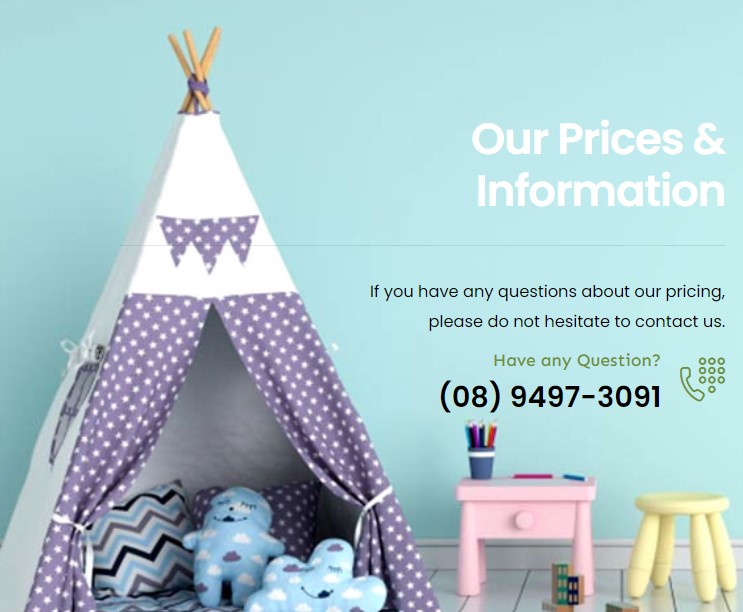 Our Prices &
Information
If you have any questions about our pricing,
please do not hesitate to contact us.
Have any Question?
(08) 9497-3091